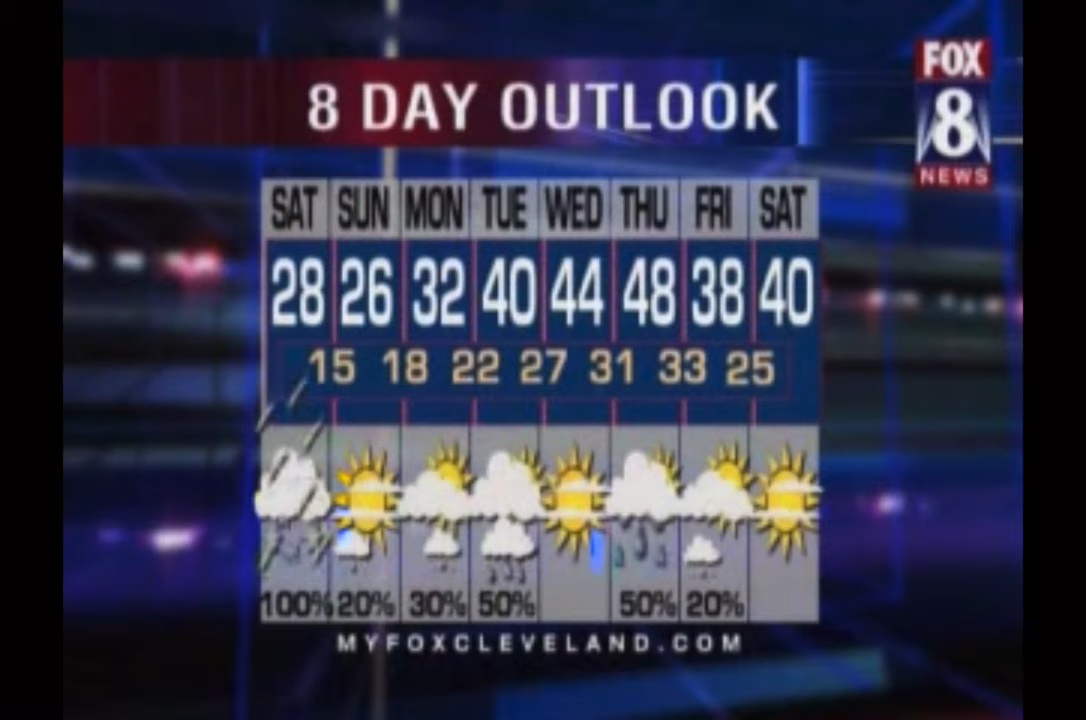 8 DAY OUTLOOK
FOX
8
NEWS
SAT SUN MON TUE WED THU FRI SAT
28 26 32 40 44 48 38 40
15 18 22 27 31 33 25
100% 20% 30% 50% 50% 20%
MYFOXCLEVELAND.COM